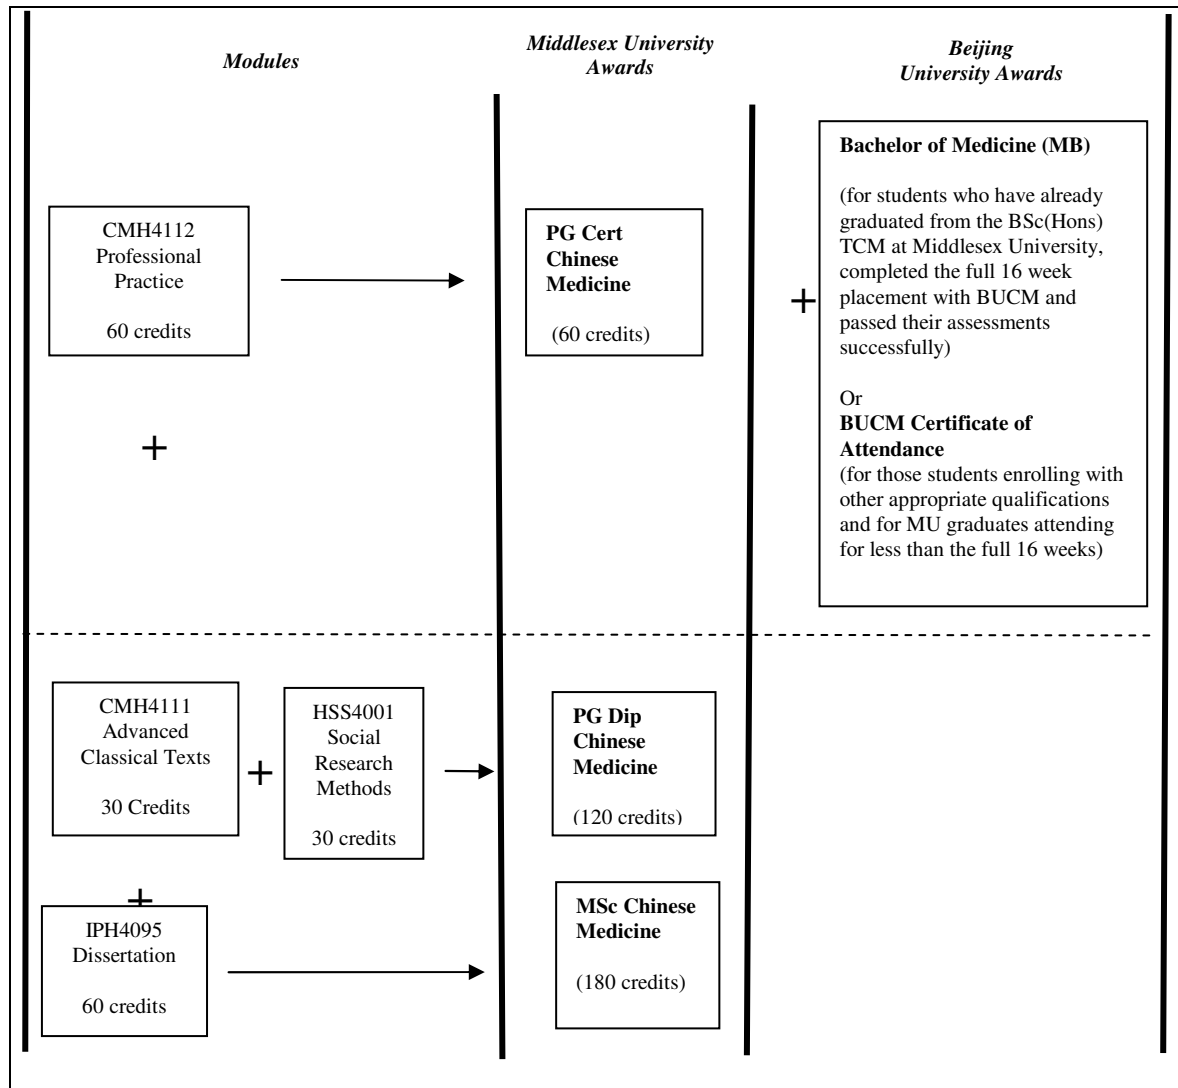 Modules
Middlesex University
Awards
Beijing
University Awards
CMH4112
Professional
Practice
60 credits
PG Cert
Chinese
Medicine
(60 credits)
+
Bachelor of Medicine (MB)
(for students who have already
graduated from the BSc(Hons)
TCM at Middlesex University,
completed the full 16 week
placement with BUCM and
passed their assessments
successfully)
Or
BUCM Certificate of
Attendance
(for those students enrolling with
other appropriate qualifications
and for MU graduates attending
for less than the full 16 weeks)
+
CMH4111
Advanced
Classical Texts
30 Credits
+
HSS4001
Social
Research
Methods
30 credits
PG Dip
Chinese
Medicine
(120 credits)
+
IPH4095
Dissertation
60 credits
MSc Chinese
Medicine
(180 credits)